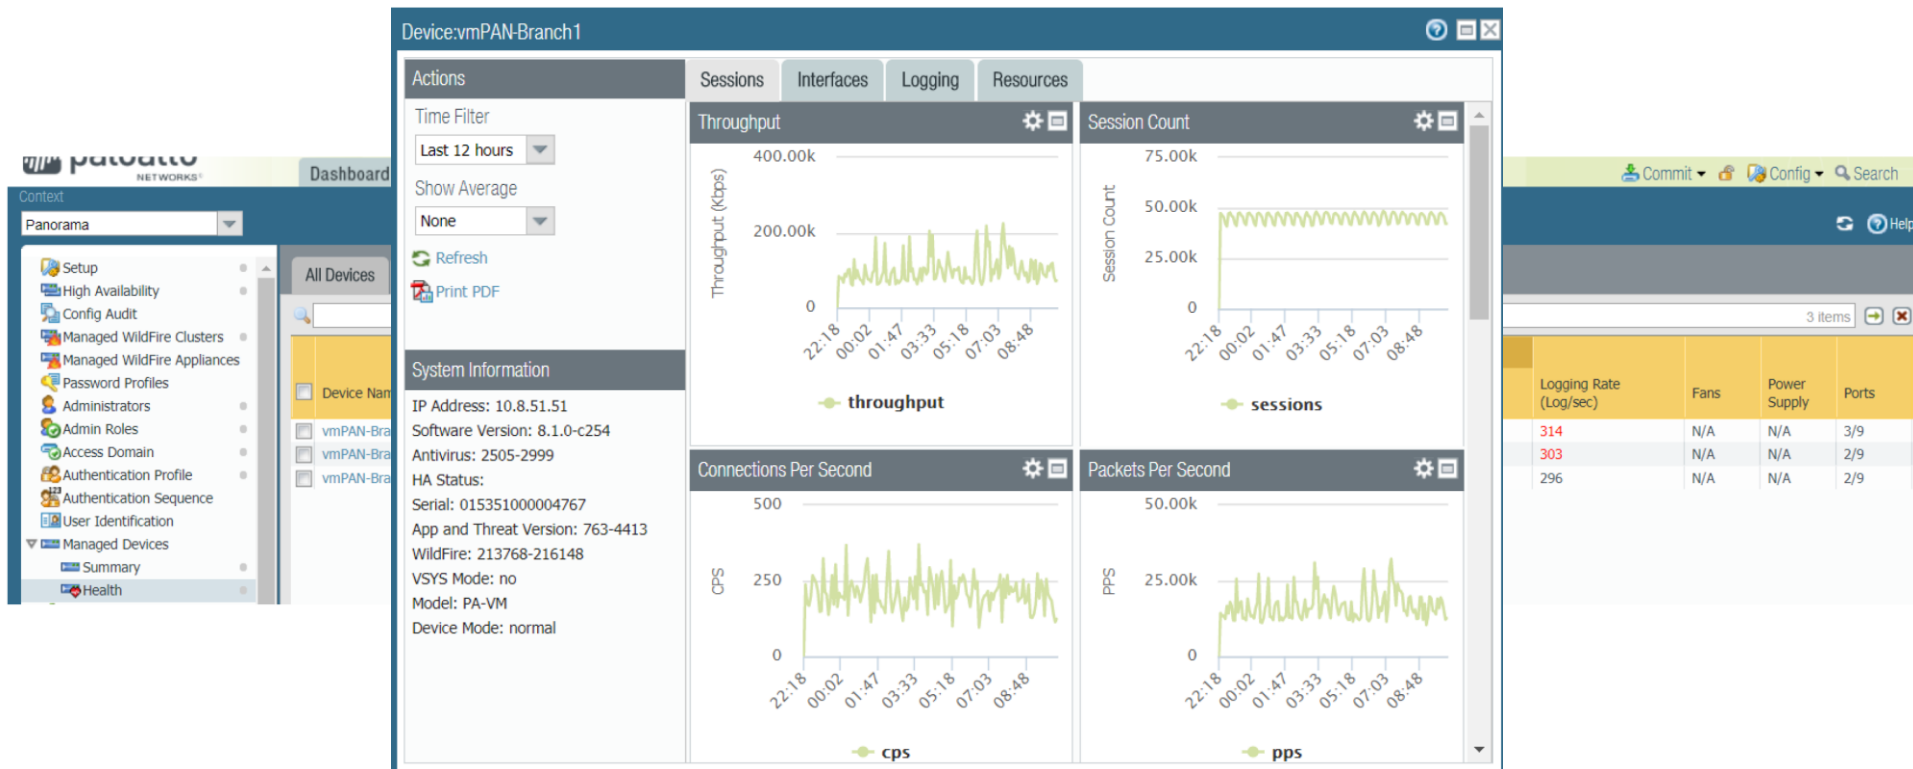 Device:vmPAN-Branch1
paloalto
NETWORKS
Dashboard
Commit
Config
Search
Context
Panorama
Help
Setup
High Availability
Config Audit
Managed WildFire Clusters
Managed WildFire Appliances
Password Profiles
Administrators
Admin Roles
Access Domain
Authentication Profile
Authentication Sequence
User Identification
Managed Devices
Summary
Health
All Devices
Device Nam
vmPAN-Bra
vmPAN-Bra
vmPAN-Bra
Actions
Time Filter
Last 12 hours
Show Average
None
Refresh
Print PDF
System Information
IP Address: 10.8.51.51
Software Version: 8.1.0-c254
Antivirus: 2505-2999
HA Status:
Serial: 015351000004767
App and Threat Version: 763-4413
WildFire: 213768-216148
VSYS Mode: no
Model: PA-VM
Device Mode: normal
Sessions Interfaces Logging Resources
Throughput
Throughput (Kbps)
400.00k
200.00k
0
22:18 00:02 01:47 03:33 05:18 07:03 08:48
throughput
Session Count
Session Count
75.00k
50.00k
25.00k
0
22:18 00:02 01:47 03:33 05:18 07:03 08:48
sessions
Connections Per Second
CPS
500
250
0
22:18 00:02 01:47 03:33 05:18 07:03 08:48
cps
Packets Per Second
PPS
50.00k
25.00k
0
22:18 00:02 01:47 03:33 05:18 07:03 08:48
pps
3 items
Logging Rate (Log/sec) Fans Power Supply Ports
314 N/A N/A 3/9
303 N/A N/A 2/9
296 N/A N/A 2/9